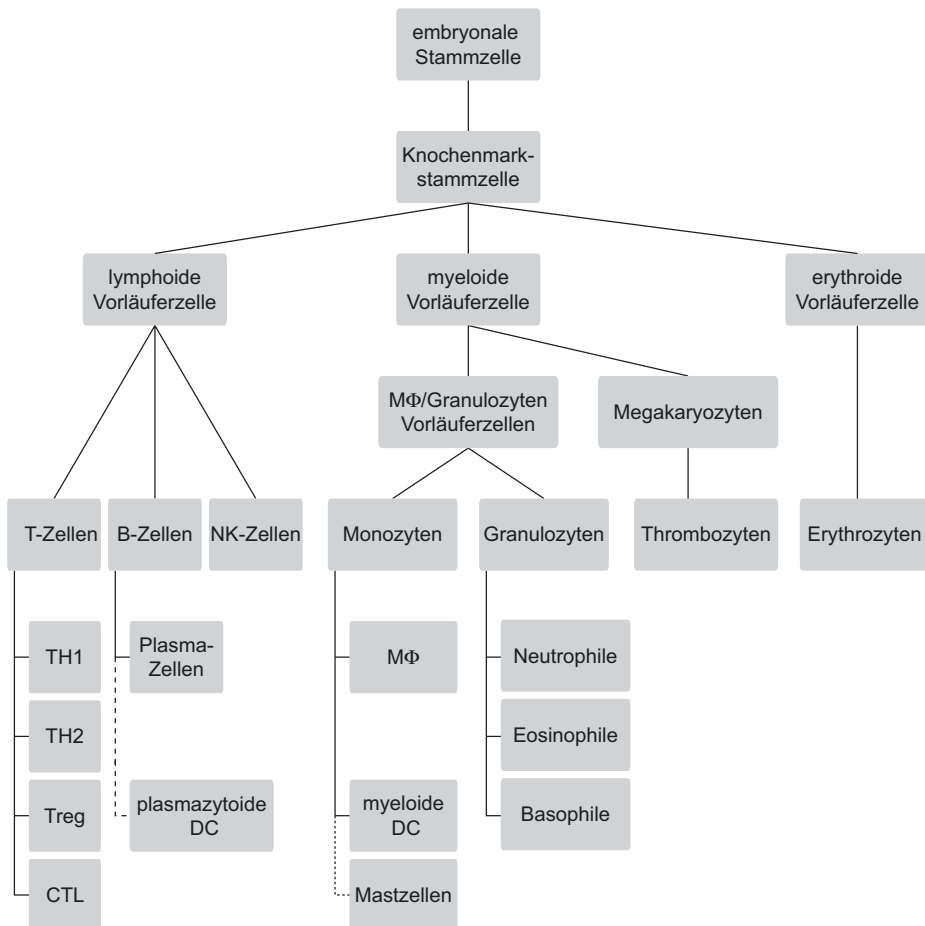 embryonale
Stammzelle
Knochenmark-
stammzelle
lymphoide
Vorläuferzelle
myeloide
Vorläuferzelle
erythroide
Vorläuferzelle
MΦ/Granulozyten
Vorläuferzellen
Megakaryozyten
T-Zellen
B-Zellen
NK-Zellen
Monozyten
Granulozyten
Thrombozyten
Erythrozyten
TH1
Plasma-
Zellen
MΦ
Neutrophile
TH2
Eosinophile
Treg
plasmazytoide
DC
myeloide
DC
Basophile
CTL
Mastzellen